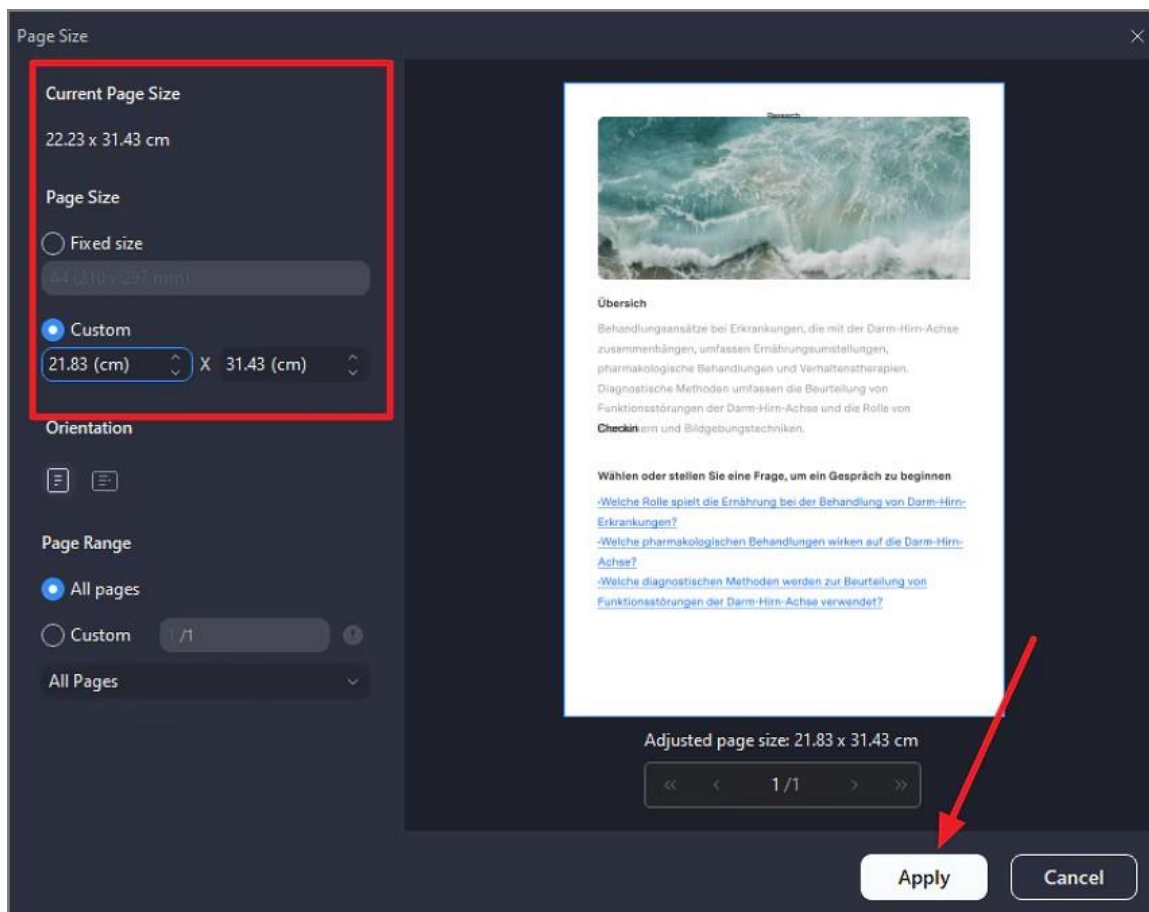 Page Size
Current Page Size
22.23 x 31.43 cm
Page Size
Fixed size
A4 (210 x 297 mm)
Custom
21.83 (cm) X 31.43 (cm)
Orientation
Page Range
All pages
Custom 1 /1
All Pages
Research
Übersich
Behandlungsansätze bei Erkrankungen, die mit der Darm-Hirn-Achse
zusammenhängen, umfassen Ernährungsumstellungen,
pharmakologische Behandlungen und Verhaltenstherapien.
Diagnostische Methoden umfassen die Beurteilung von
Funktionsstörungen der Darm-Hirn-Achse und die Rolle von
Checkin ern und Bildgebungstechniken.
Wählen oder stellen Sie eine Frage, um ein Gespräch zu beginnen
-Welche Rolle spielt die Ernährung bei der Behandlung von Darm-Hirn-
Erkrankungen?
-Welche pharmakologischen Behandlungen wirken auf die Darm-Hirn-
Achse?
-Welche diagnostischen Methoden werden zur Beurteilung von
Funktionsstörungen der Darm-Hirn-Achse verwendet?
Adjusted page size: 21.83 x 31.43 cm
« < 1 /1 > »
Apply
Cancel